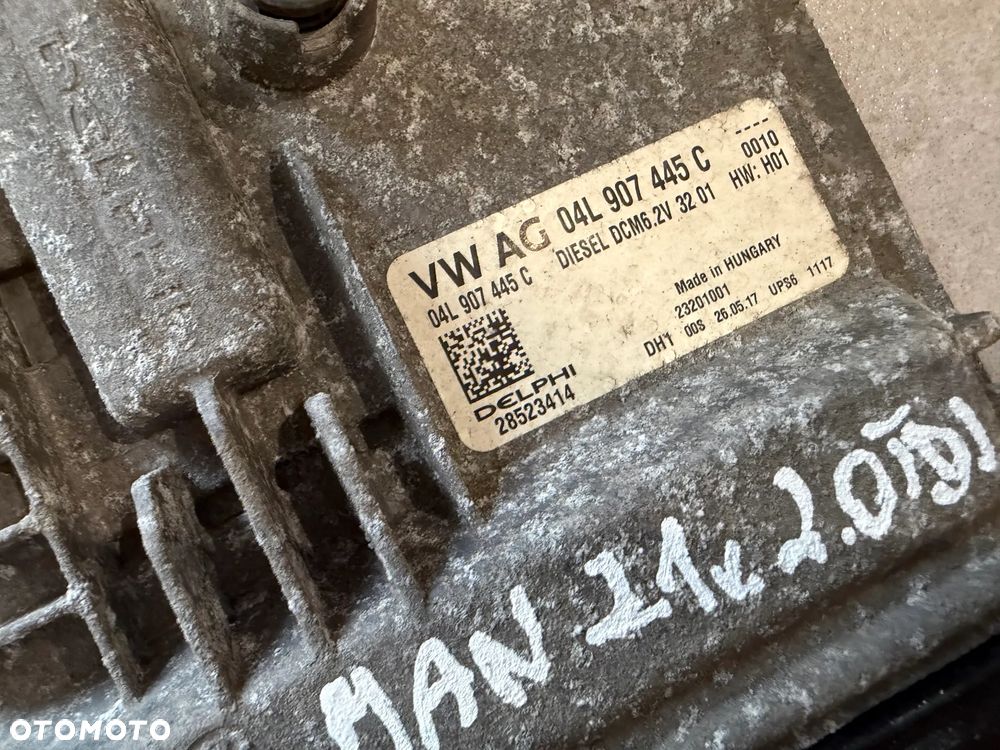 DELPHI
VW AG 04L 907 445 C ----
04L 907 445 C DIESEL DCM6.2V 32 01 0010
HW: H01
Made in HUNGARY
23201001
DH1 00S 26.05.17 UPS6 1117
DELPHI
28523414
MAN 21r 2.0TDI
OTOMOTO